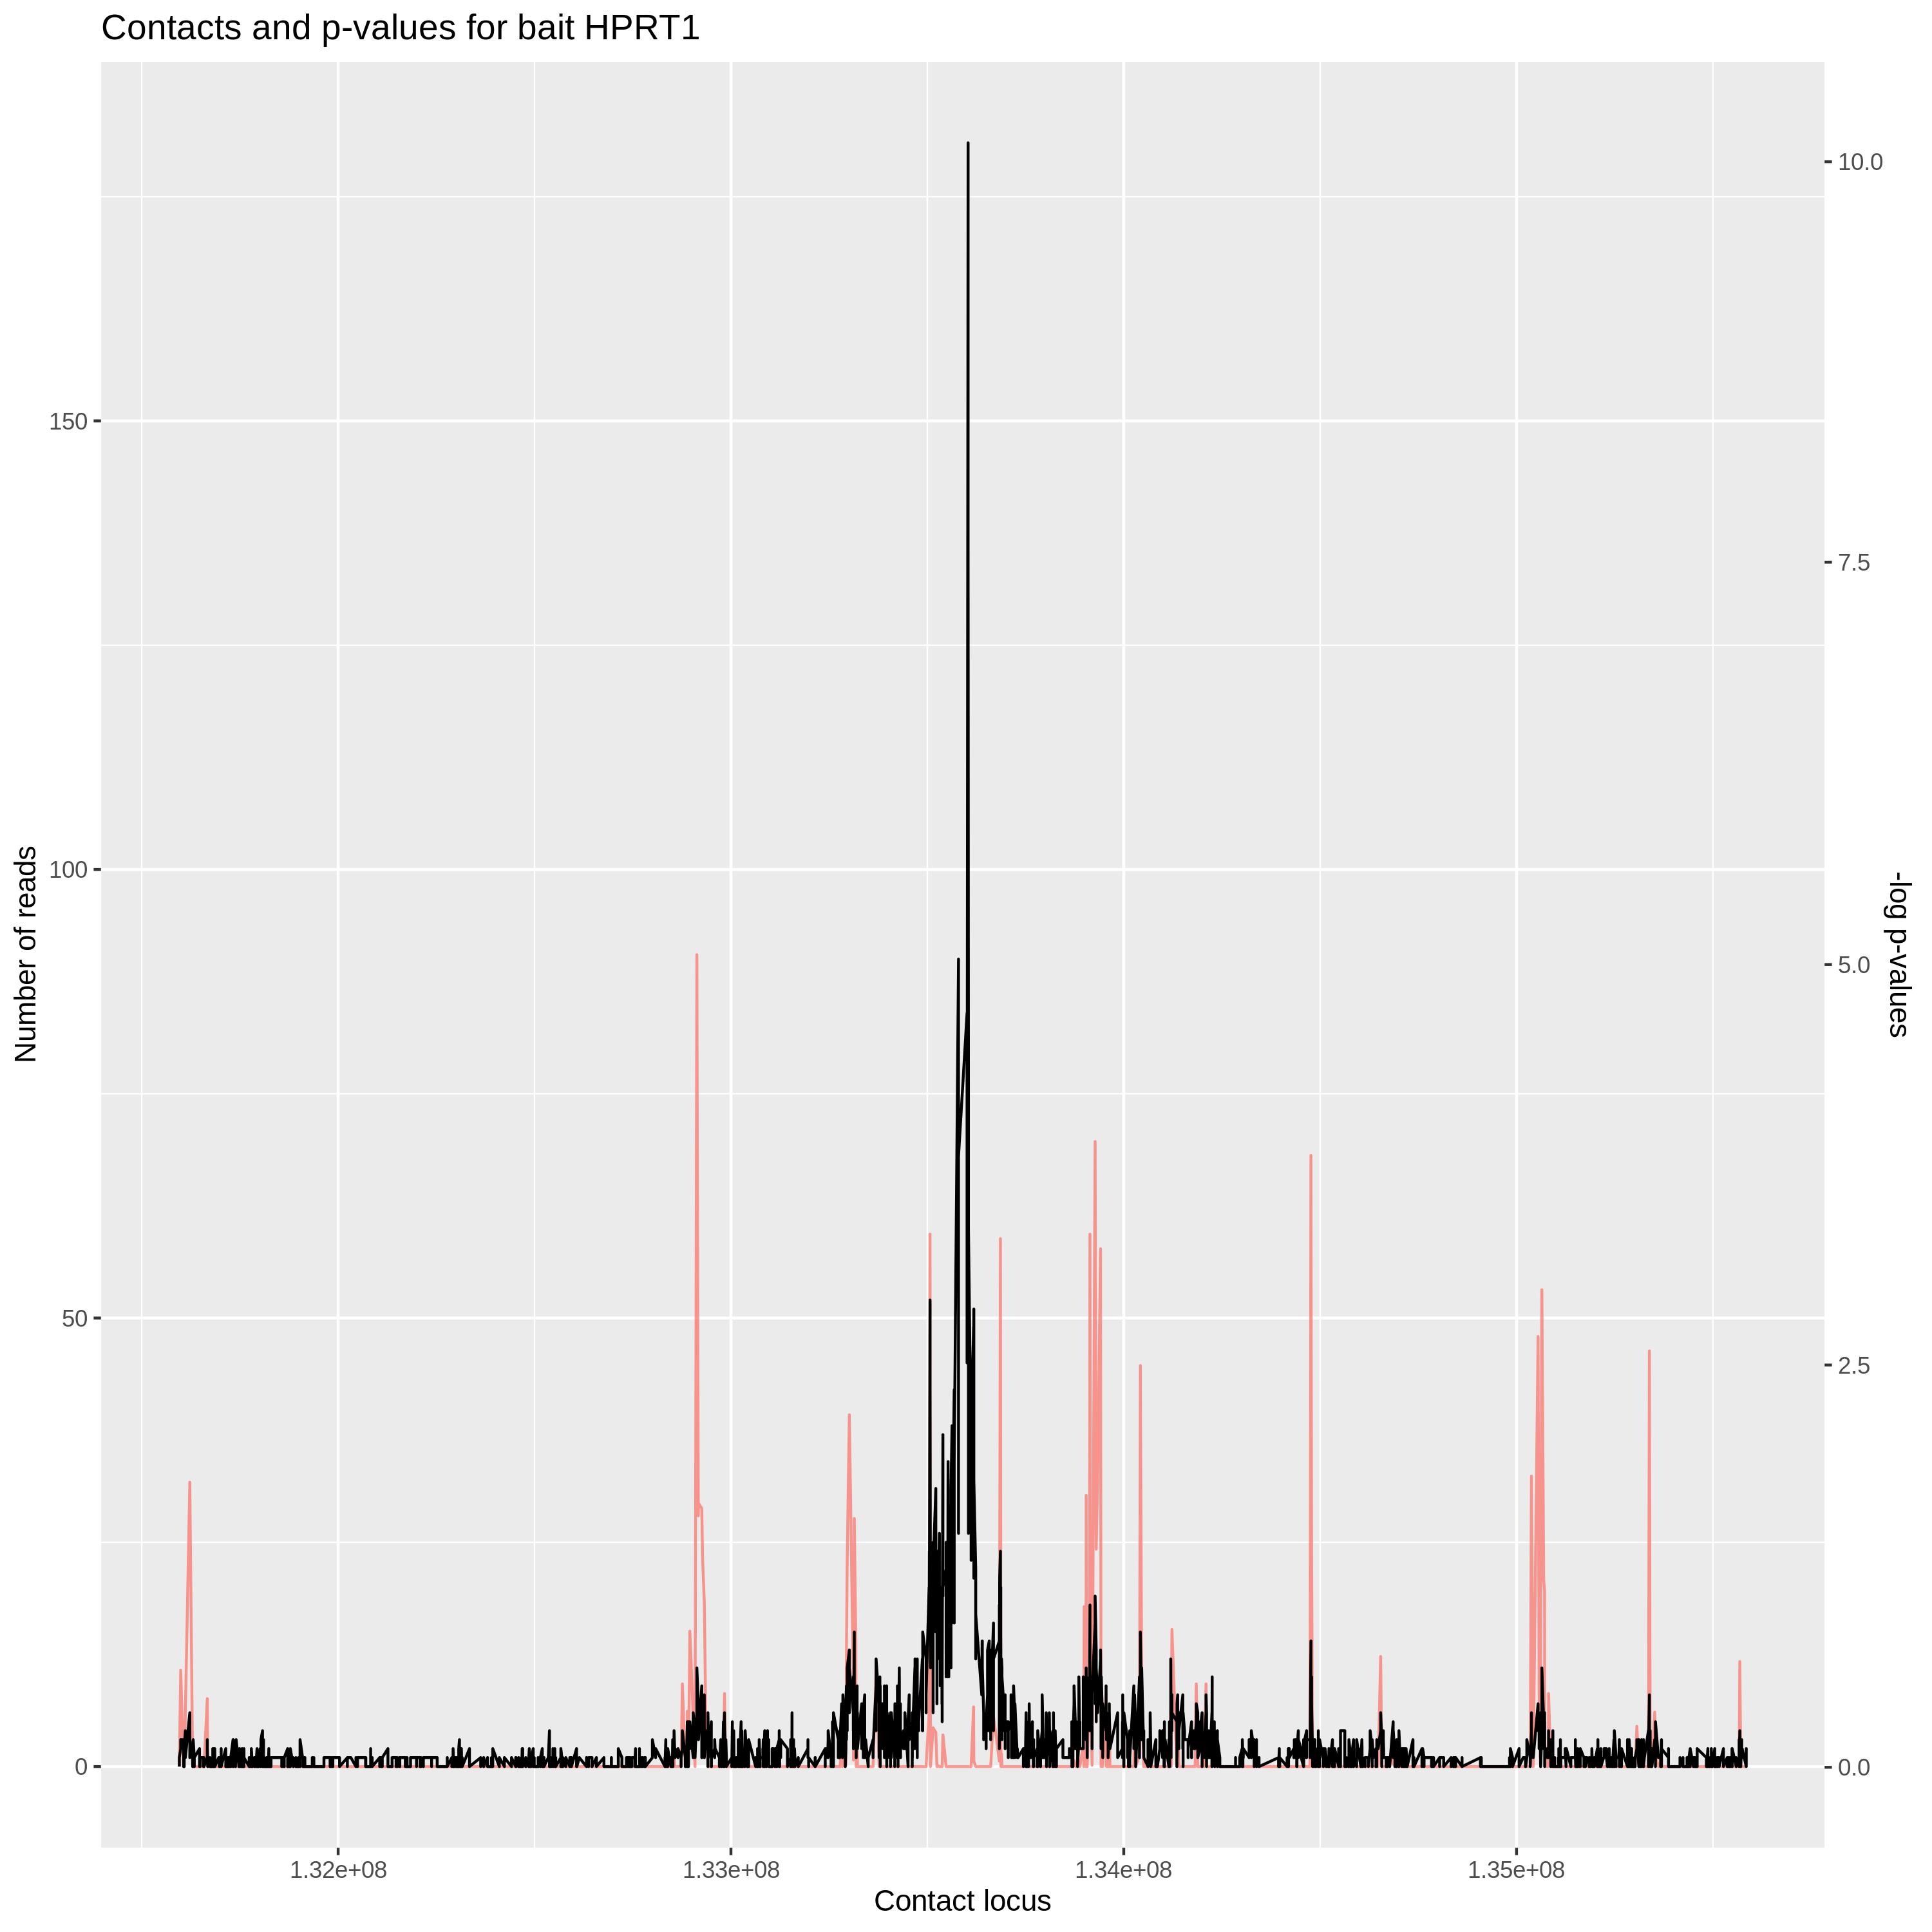 Contacts and p-values for bait HPRT1
Number of reads
150
100
50
0
10.0
7.5
5.0
2.5
0.0
-log p-values
1.32e+08 1.33e+08 1.34e+08 1.35e+08
Contact locus